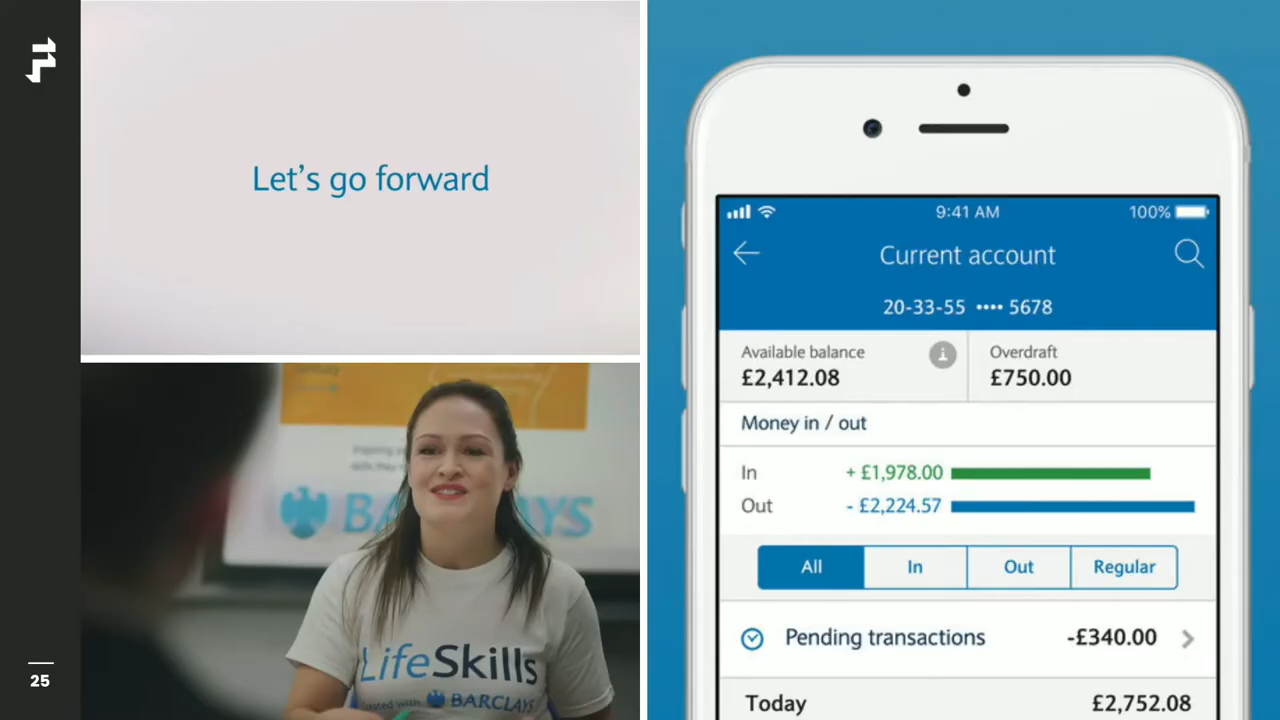 Let's go forward
BARCLAYS
LifeSkills
created with BARCLAYS
25
9:41 AM 100%
Current account
20-33-55 •••• 5678
Available balance
£2,412.08
Overdraft
£750.00
Money in / out
In + £1,978.00
Out - £2,224.57
All In Out Regular
Pending transactions -£340.00
Today £2,752.08